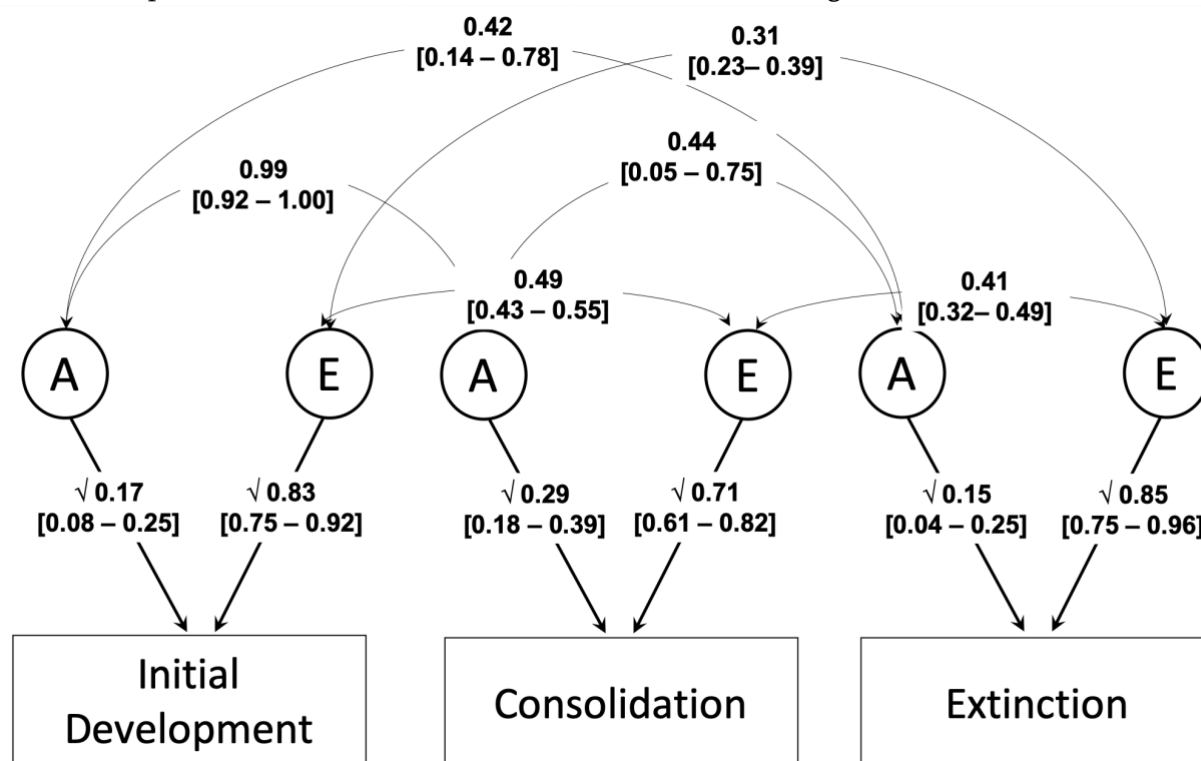 0.42
[0.14 – 0.78]
0.31
[0.23– 0.39]
0.44
[0.05 – 0.75]
0.99
[0.92 – 1.00]
0.49
[0.43 – 0.55]
0.41
[0.32– 0.49]
A
E
A
E
A
E
√ 0.17
[0.08 – 0.25]
√ 0.83
[0.75 – 0.92]
√ 0.29
[0.18 – 0.39]
√ 0.71
[0.61 – 0.82]
√ 0.15
[0.04 – 0.25]
√ 0.85
[0.75 – 0.96]
Initial
Development
Consolidation
Extinction